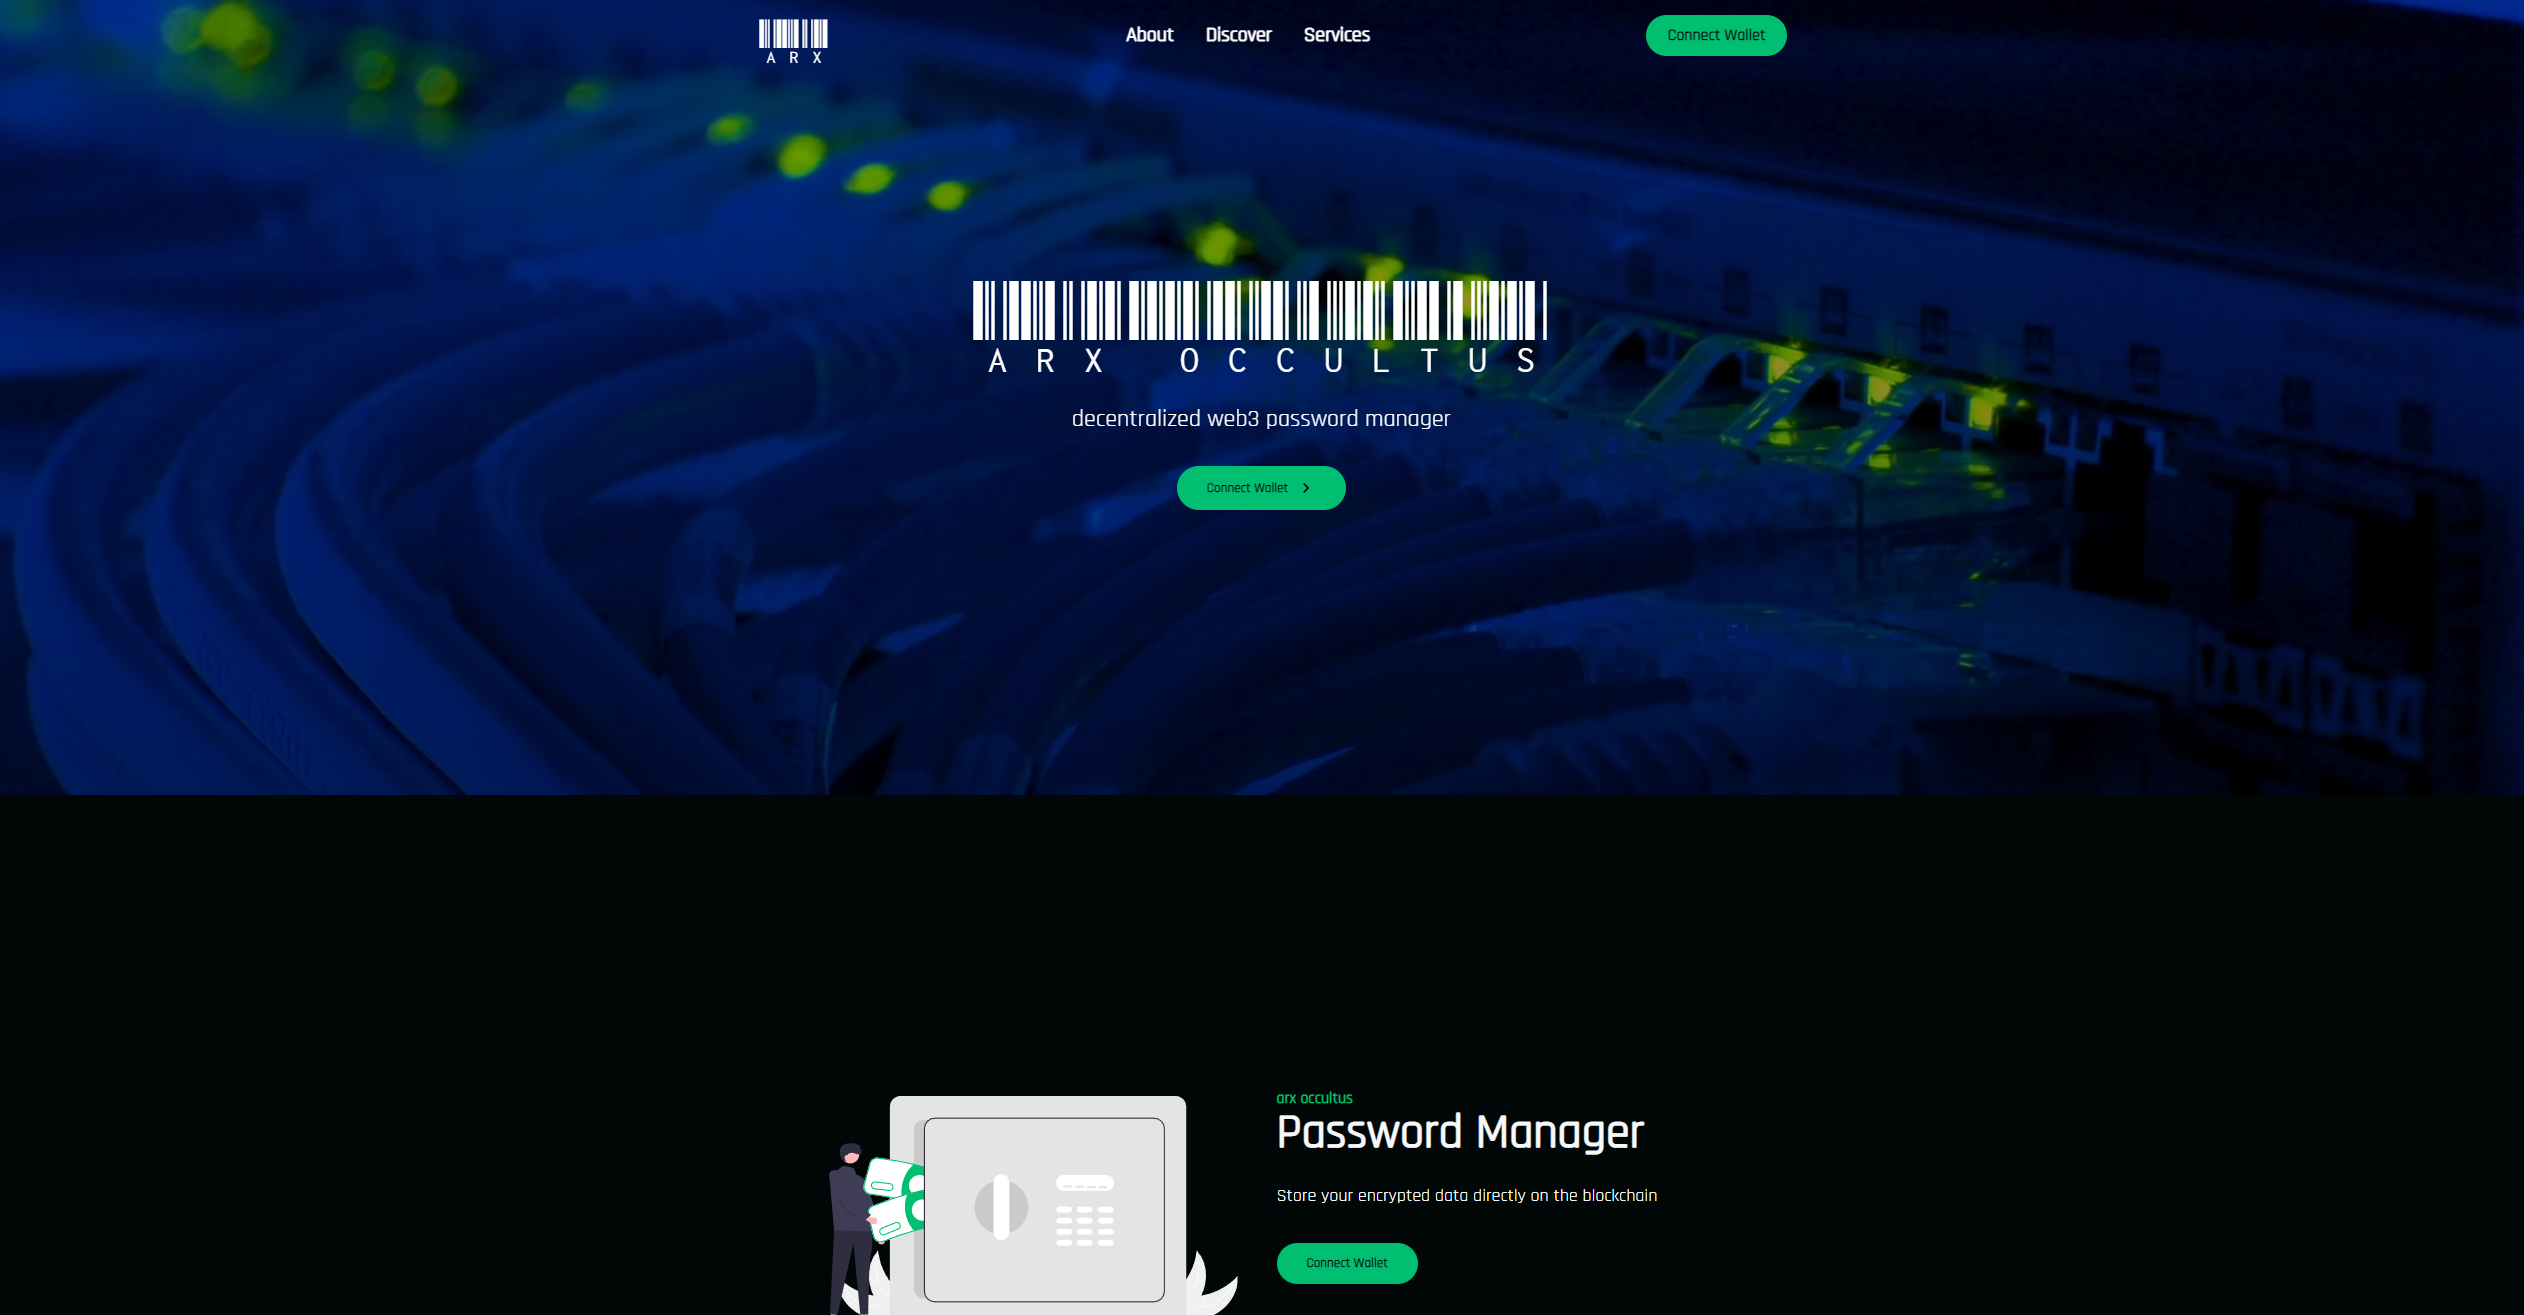 ARX
About Discover Services
Connect Wallet
ARX OCCULTUS
decentralized web3 password manager
Connect Wallet
arx occultus
Password Manager
Store your encrypted data directly on the blockchain
Connect Wallet